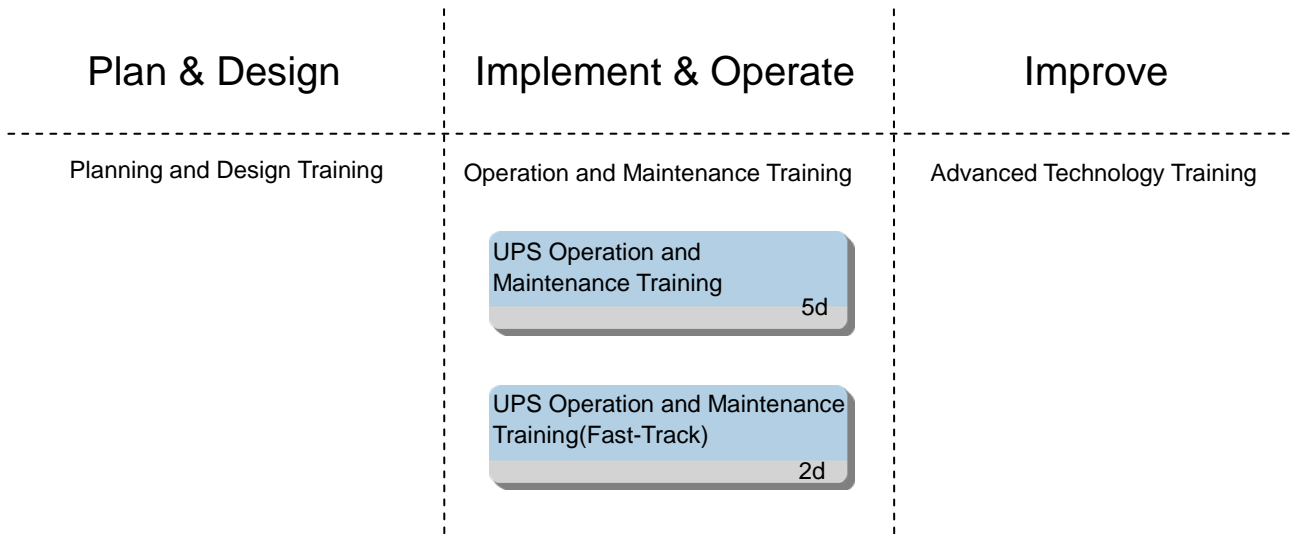 Plan & Design
Implement & Operate
Improve
Planning and Design Training
Operation and Maintenance Training
Advanced Technology Training
UPS Operation and
Maintenance Training
5d
UPS Operation and Maintenance
Training(Fast-Track)
2d